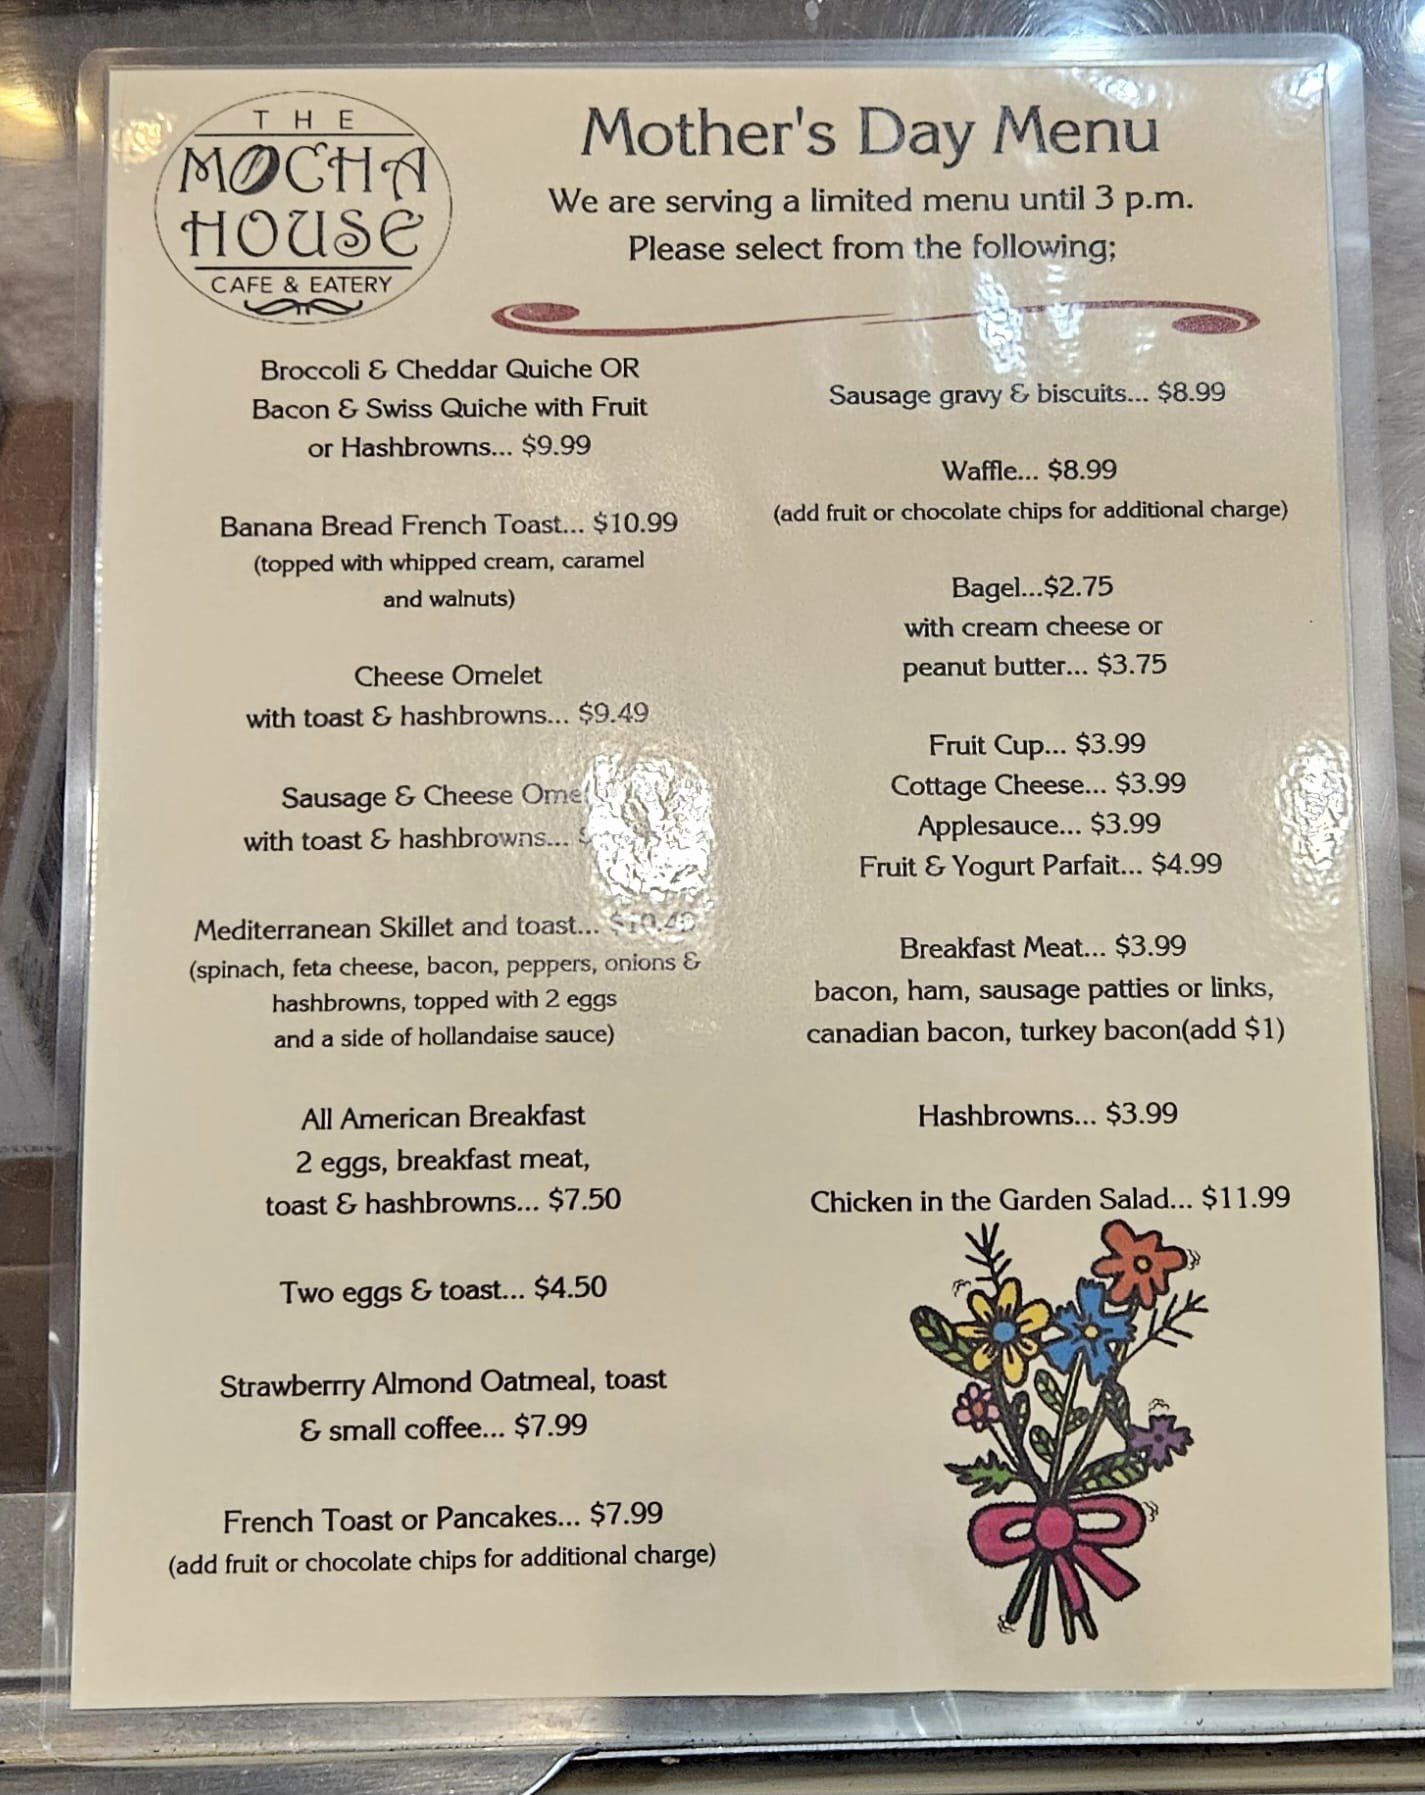 THE
MOCHA
HOUSE
CAFE & EATERY
Mother's Day Menu
We are serving a limited menu until 3 p.m.
Please select from the following;
Broccoli & Cheddar Quiche OR
Bacon & Swiss Quiche with Fruit
or Hashbrowns... $9.99
Banana Bread French Toast... $10.99
(topped with whipped cream, caramel
and walnuts)
Cheese Omelet
with toast & hashbrowns... $9.49
Sausage & Cheese
with toast & hashbrowns...
Mediterranean Skillet and toast... $10.49
(spinach, feta cheese, bacon, peppers, onions &
hashbrowns, topped with 2 eggs
and a side of hollandaise sauce)
All American Breakfast
2 eggs, breakfast meat,
toast & hashbrowns... $7.50
Two eggs & toast... $4.50
Strawberrry Almond Oatmeal, toast
& small coffee... $7.99
French Toast or Pancakes... $7.99
(add fruit or chocolate chips for additional charge)
Sausage gravy & biscuits... $8.99
Waffle... $8.99
(add fruit or chocolate chips for additional charge)
Bagel...$2.75
with cream cheese or
peanut butter... $3.75
Fruit Cup... $3.99
Cottage Cheese... $3.99
Applesauce... $3.99
Fruit & Yogurt Parfait... $4.99
Breakfast Meat... $3.99
bacon, ham, sausage patties or links,
canadian bacon, turkey bacon(add $1)
Hashbrowns... $3.99
Chicken in the Garden Salad... $11.99